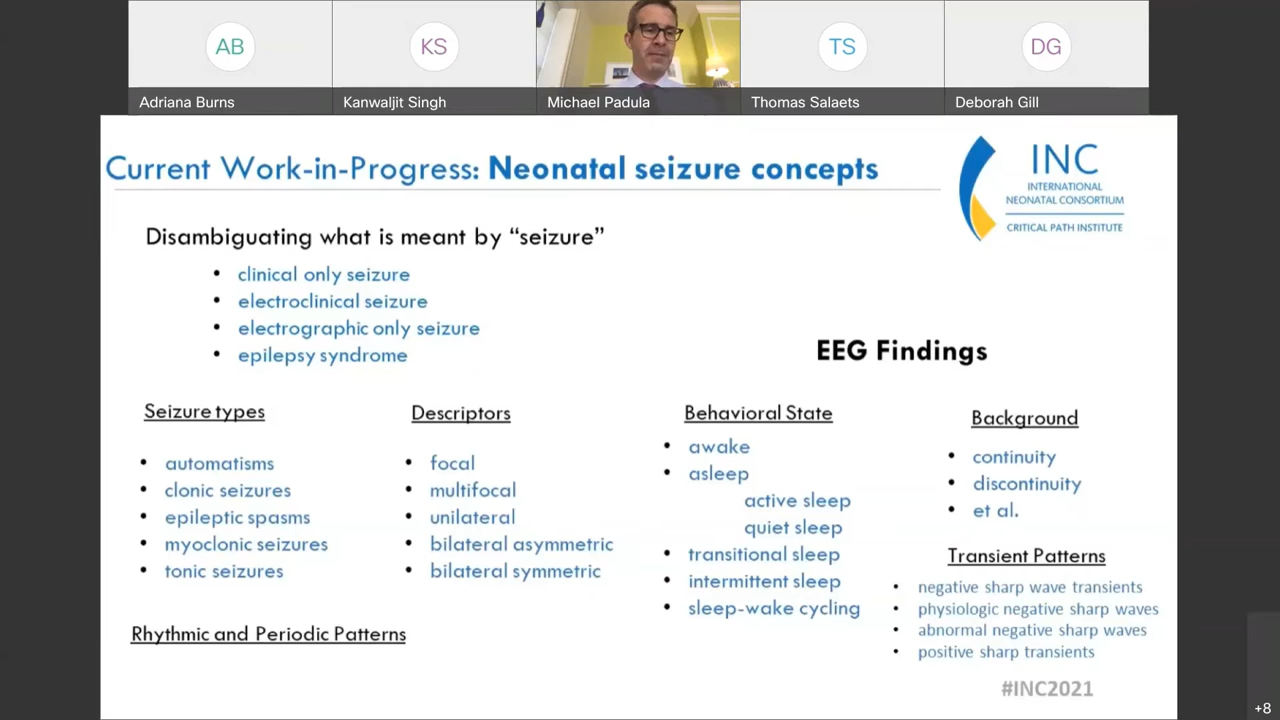 AB
KS
TS
DG
Adriana Burns
Kanwaljit Singh
Michael Padula
Thomas Salaets
Deborah Gill
Current Work-in-Progress: Neonatal seizure concepts
INC
INTERNATIONAL
NEONATAL CONSORTIUM
CRITICAL PATH INSTITUTE
Disambiguating what is meant by “seizure”
• clinical only seizure
• electroclinical seizure
• electrographic only seizure
• epilepsy syndrome
EEG Findings
Seizure types
• automatisms
• clonic seizures
• epileptic spasms
• myoclonic seizures
• tonic seizures
Descriptors
• focal
• multifocal
• unilateral
• bilateral asymmetric
• bilateral symmetric
Rhythmic and Periodic Patterns
Behavioral State
• awake
• asleep
active sleep
quiet sleep
• transitional sleep
• intermittent sleep
• sleep-wake cycling
Background
• continuity
• discontinuity
• et al.
Transient Patterns
• negative sharp wave transients
• physiologic negative sharp waves
• abnormal negative sharp waves
• positive sharp transients
#INC2021
+8